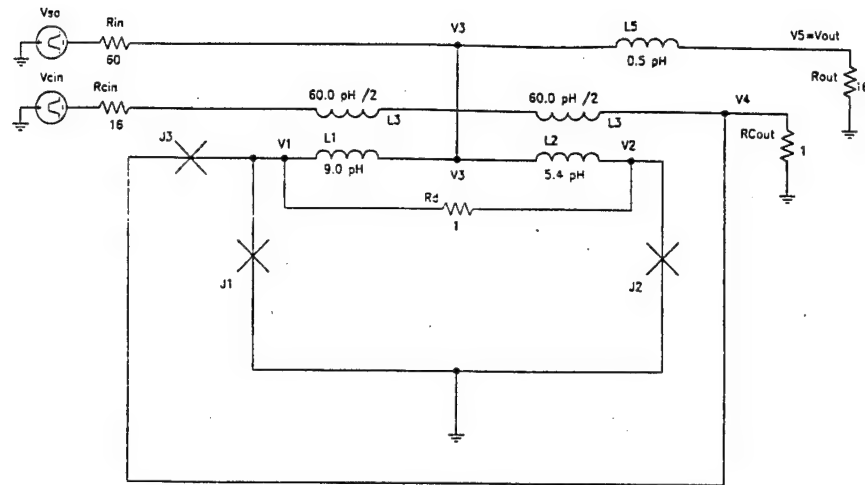 Vsa
Rin
60
V3
L5
0.5 pH
V5=Vout
Rout
16
Vcin
Rcin
16
60.0 pH /2
L3
60.0 pH /2
L3
V4
RCout
1
J3
V1
L1
9.0 pH
V3
L2
5.4 pH
V2
Rd
1
J1
J2